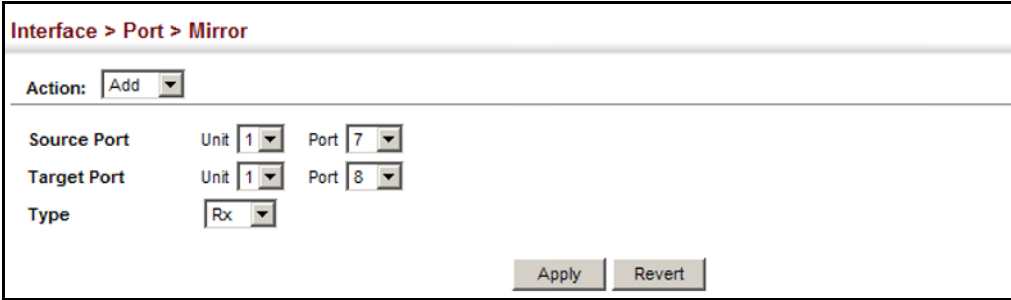 Interface > Port > Mirror
Action: Add
Source Port Unit 1 Port 7
Target Port Unit 1 Port 8
Type Rx
Apply Revert